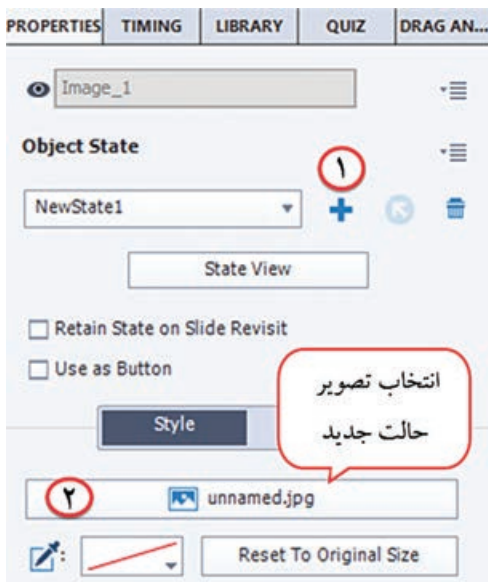 PROPERTIES TIMING LIBRARY QUIZ DRAG AN...
Image_1
Object State
۱
NewState1
State View
Retain State on Slide Revisit
Use as Button
انتخاب تصویر
حالت جدید
Style
۲ unnamed.jpg
: Reset To Original Size